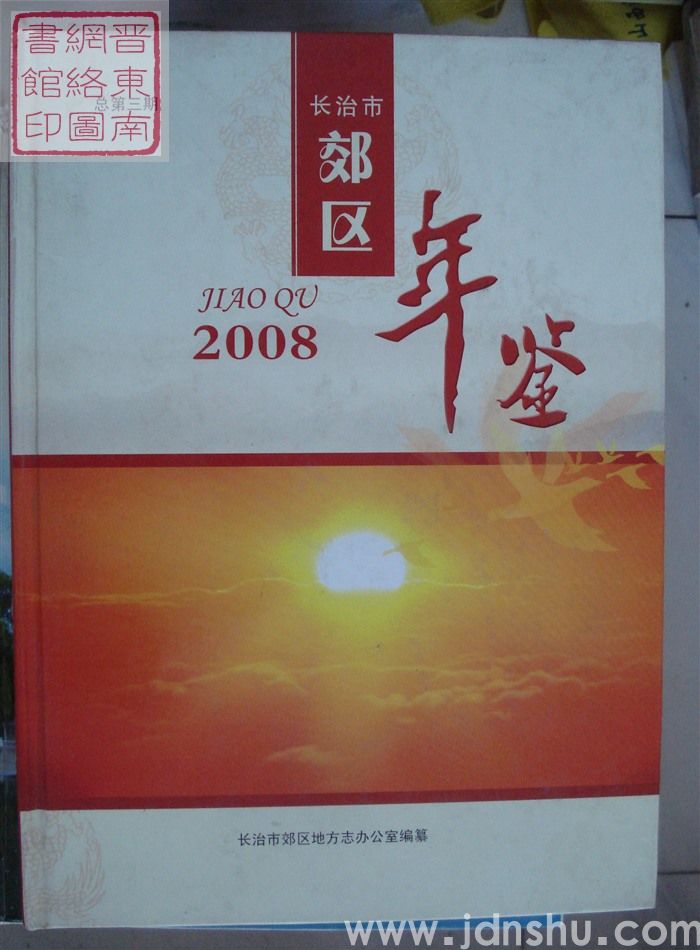 晋東南
網絡圖
書館印
总第三期
长治市
郊区
年鉴
JIAO QU
2008
长治市郊区地方志办公室编纂
www.jdnshu.com